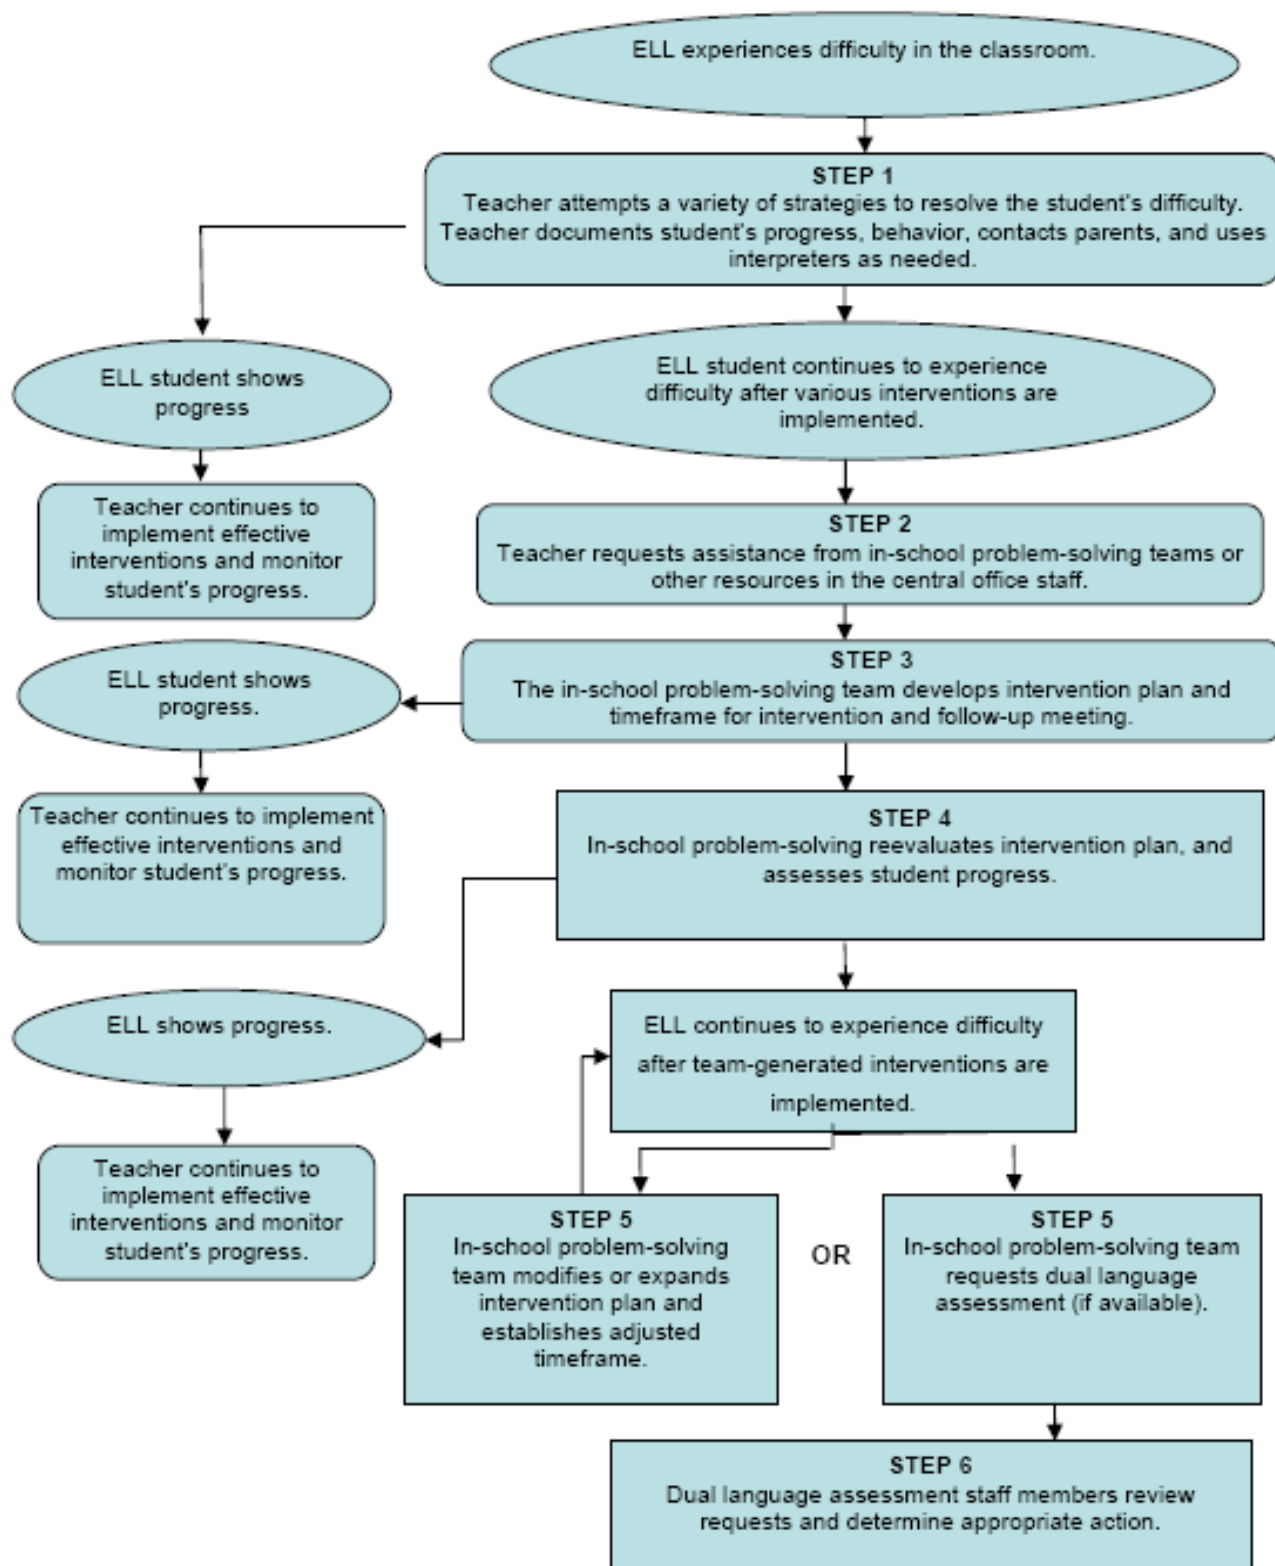 ELL experiences difficulty in the classroom.
STEP 1
Teacher attempts a variety of strategies to resolve the student's difficulty.
Teacher documents student's progress, behavior, contacts parents, and uses
interpreters as needed.
ELL student shows
progress
ELL student continues to experience
difficulty after various interventions are
implemented.
Teacher continues to
implement effective
interventions and monitor
student's progress.
STEP 2
Teacher requests assistance from in-school problem-solving teams or
other resources in the central office staff.
ELL student shows
progress.
STEP 3
The in-school problem-solving team develops intervention plan and
timeframe for intervention and follow-up meeting.
Teacher continues to implement
effective interventions and
monitor student's progress.
STEP 4
In-school problem-solving reevaluates intervention plan, and
assesses student progress.
ELL shows progress.
ELL continues to experience difficulty
after team-generated interventions are
implemented.
Teacher continues to
implement effective
interventions and monitor
student's progress.
STEP 5
In-school problem-solving
team modifies or expands
intervention plan and
establishes adjusted
timeframe.
OR
STEP 5
In-school problem-solving team
requests dual language
assessment (if available).
STEP 6
Dual language assessment staff members review
requests and determine appropriate action.